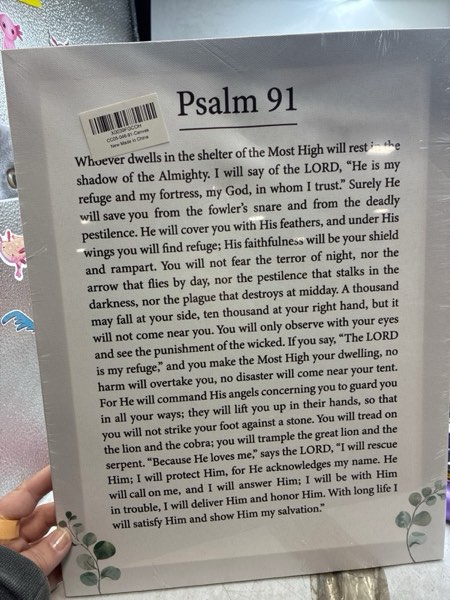 Psalm 91
X003SFQCOH
CC05-048-91 Canvas
New Made in China
Whoever dwells in the shelter of the Most High will rest in the
shadow of the Almighty. I will say of the LORD, “He is my
refuge and my fortress, my God, in whom I trust.” Surely He
will save you from the fowler’s snare and from the deadly
pestilence. He will cover you with His feathers, and under His
wings you will find refuge; His faithfulness will be your shield
and rampart. You will not fear the terror of night, nor the
arrow that flies by day, nor the pestilence that stalks in the
darkness, nor the plague that destroys at midday. A thousand
may fall at your side, ten thousand at your right hand, but it
will not come near you. You will only observe with your eyes
and see the punishment of the wicked. If you say, “The LORD
is my refuge,” and you make the Most High your dwelling, no
harm will overtake you, no disaster will come near your tent.
For He will command His angels concerning you to guard you
in all your ways; they will lift you up in their hands, so that
you will not strike your foot against a stone. You will tread on
the lion and the cobra; you will trample the great lion and the
serpent. “Because He loves me,” says the LORD, “I will rescue
Him; I will protect Him, for He acknowledges my name. He
will call on me, and I will answer Him; I will be with Him
in trouble, I will deliver Him and honor Him. With long life I
will satisfy Him and show Him my salvation.”